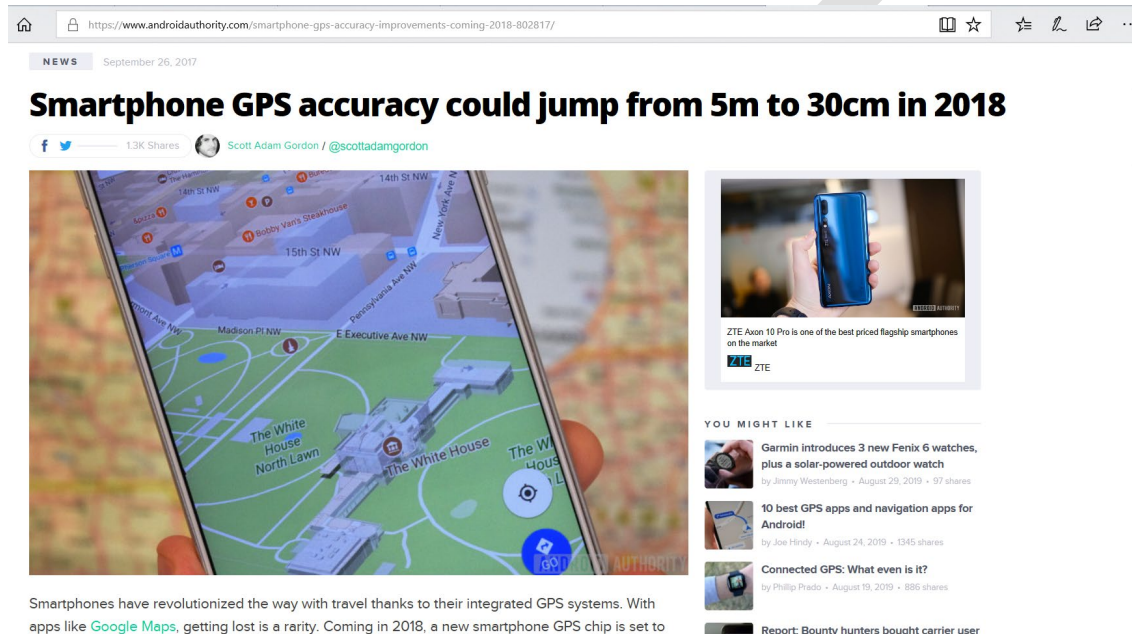 https://www.androidauthority.com/smartphone-gps-accuracy-improvements-coming-2018-802817/
NEWS
September 26, 2017
Smartphone GPS accuracy could jump from 5m to 30cm in 2018
1.3K Shares
Scott Adam Gordon / @scottadamgordon
14th St NW
14th St NW
New York Ave N
Bobby Van's Steakhouse
15th St NW
Pennsylvania Ave NW
Madison Pl NW
E Executive Ave NW
The White
House
North Lawn
The White House
GO
ANDROID AUTHORITY
ANDROID AUTHORITY
ZTE Axon 10 Pro is one of the best priced flagship smartphones
on the market
ZTE
ZTE
YOU MIGHT LIKE
Garmin introduces 3 new Fenix 6 watches,
plus a solar-powered outdoor watch
by Jimmy Westenberg • August 29, 2019 • 97 shares
10 best GPS apps and navigation apps for
Android!
by Joe Hindy • August 24, 2019 • 1345 shares
Connected GPS: What even is it?
by Phillip Prado • August 19, 2019 • 886 shares
Report: Bounty hunters bought carrier user
Smartphones have revolutionized the way with travel thanks to their integrated GPS systems. With
apps like Google Maps, getting lost is a rarity. Coming in 2018, a new smartphone GPS chip is set to